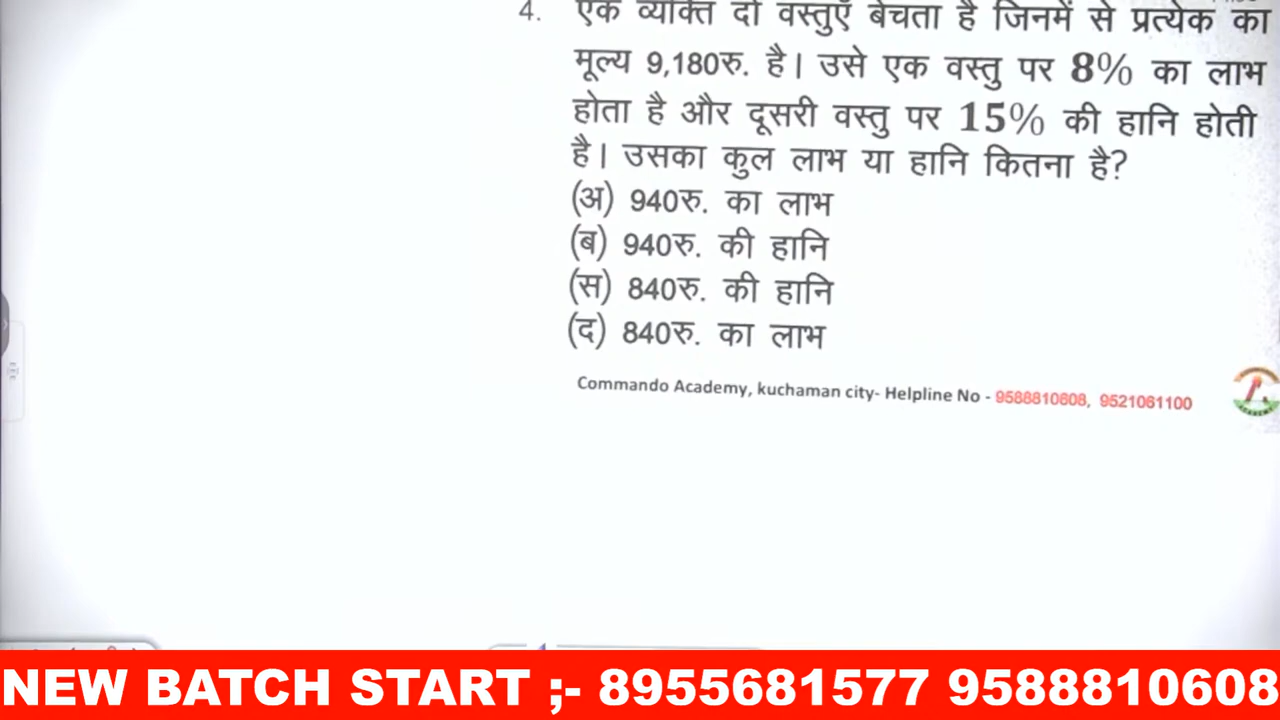 4. एक व्यक्ति दो वस्तुएँ बेचता है जिनमें से प्रत्येक का
मूल्य 9,180रु. है। उसे एक वस्तु पर 8% का लाभ
होता है और दूसरी वस्तु पर 15% की हानि होती
है। उसका कुल लाभ या हानि कितना है?
(अ) 940रु. का लाभ
(ब) 940रु. की हानि
(स) 840रु. की हानि
(द) 840रु. का लाभ
Commando Academy, kuchaman city- Helpline No - 9588810608, 9521061100
NEW BATCH START ;- 8955681577 9588810608